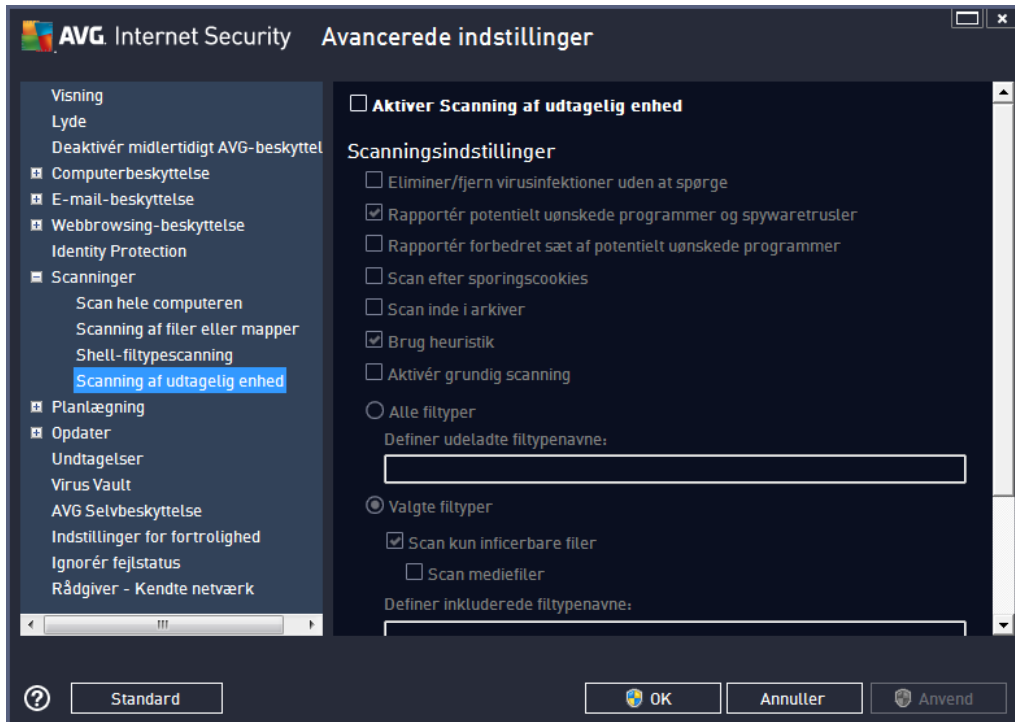 AVG. Internet Security Avancerede indstillinger
Visning
Lyde
Deaktivér midlertidigt AVG-beskyttel
Computerbeskyttelse
E-mail-beskyttelse
Webbrowsing-beskyttelse
Identity Protection
Scanninger
Scan hele computeren
Scanning af filer eller mapper
Shell-filtypescanning
Scanning af udtagelig enhed
Planlægning
Opdater
Undtagelser
Virus Vault
AVG Selvbeskyttelse
Indstillinger for fortrolighed
Ignorér fejlstatus
Rådgiver - Kendte netværk
Aktiver Scanning af udtagelig enhed
Scanningsindstillinger
Eliminer/fjern virusinfektioner uden at spørge
Rapportér potentielt uønskede programmer og spywaretrusler
Rapportér forbedret sæt af potentielt uønskede programmer
Scan efter sporingscookies
Scan inde i arkiver
Brug heuristik
Aktivér grundig scanning
Alle filtyper
Definer udeladte filtypenavne:
Valgte filtyper
Scan kun inficerbare filer
Scan mediefiler
Definer inkluderede filtypenavne:
Standard
OK
Annuller
Anvend